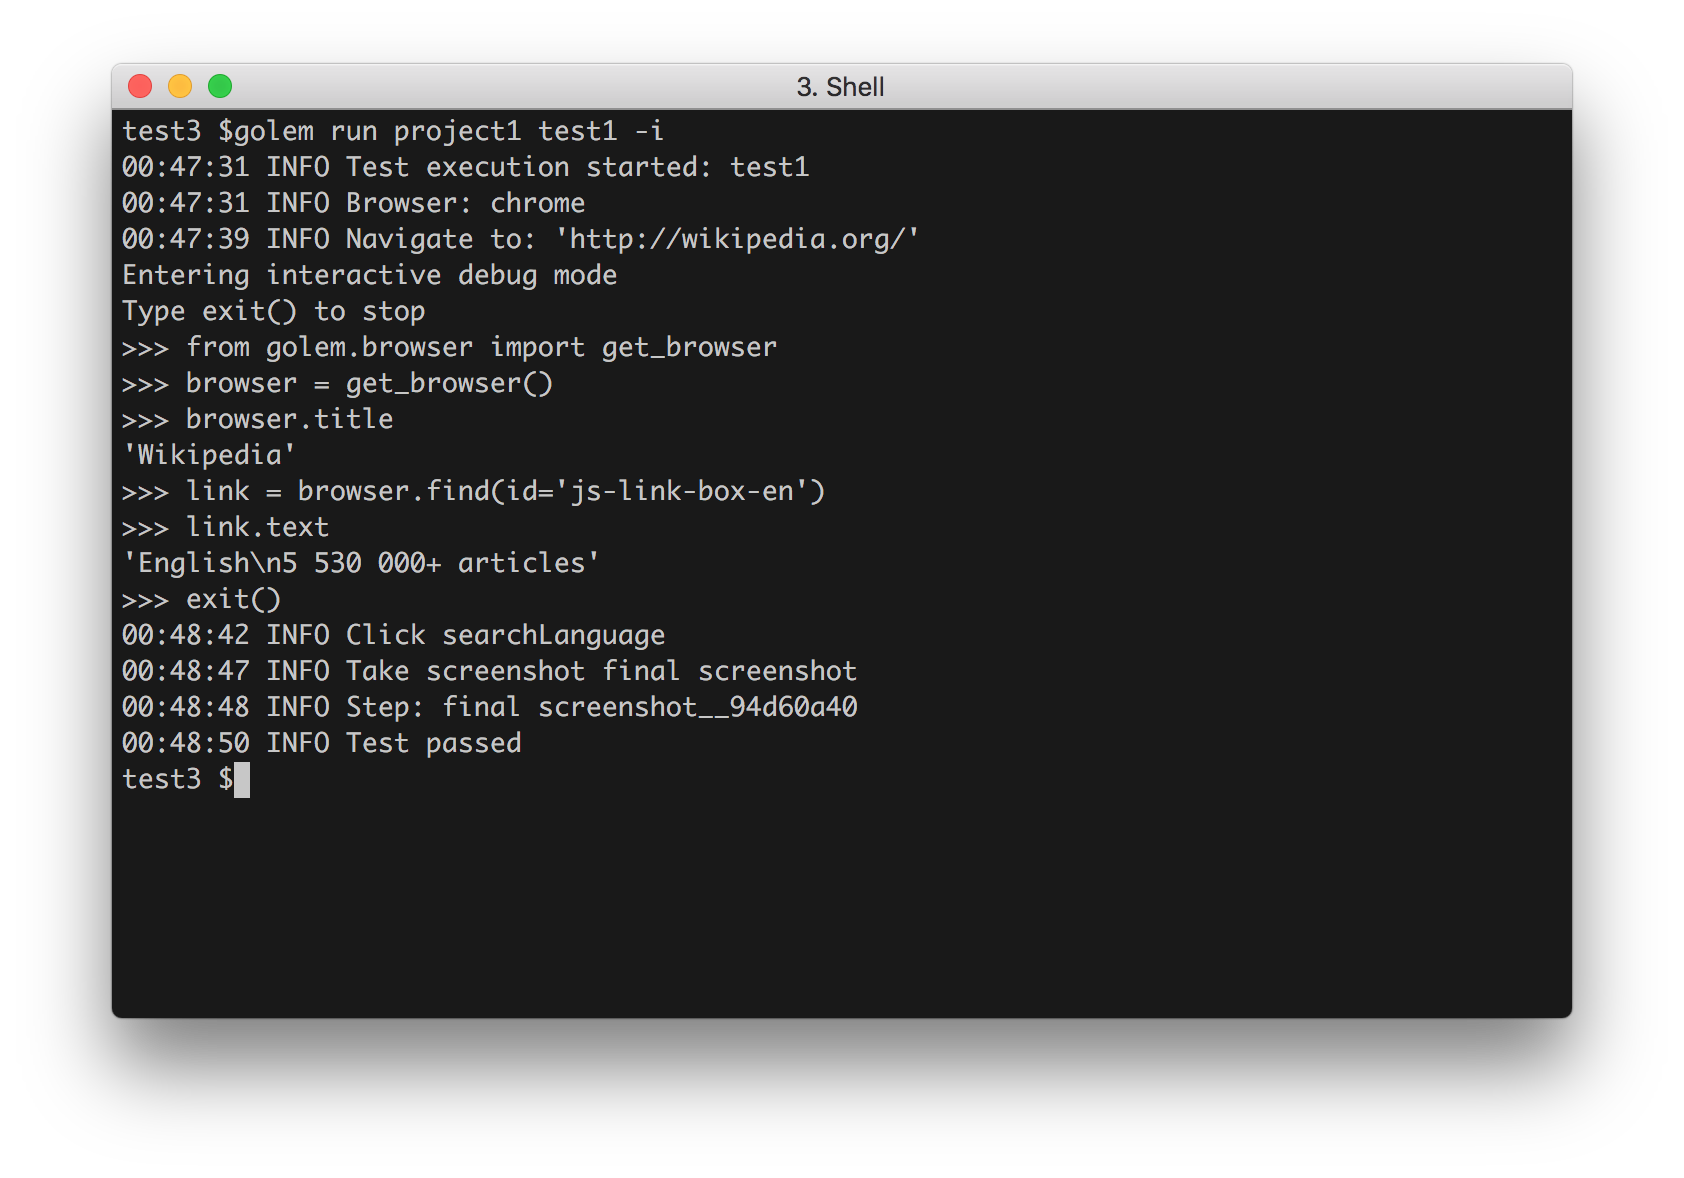 3. Shell
test3 $golem run project1 test1 -i
00:47:31 INFO Test execution started: test1
00:47:31 INFO Browser: chrome
00:47:39 INFO Navigate to: 'http://wikipedia.org/'
Entering interactive debug mode
Type exit() to stop
>>> from golem.browser import get_browser
>>> browser = get_browser()
>>> browser.title
'Wikipedia'
>>> link = browser.find(id='js-link-box-en')
>>> link.text
'English\n5 530 000+ articles'
>>> exit()
00:48:42 INFO Click searchLanguage
00:48:47 INFO Take screenshot final screenshot
00:48:48 INFO Step: final screenshot__94d60a40
00:48:50 INFO Test passed
test3 $